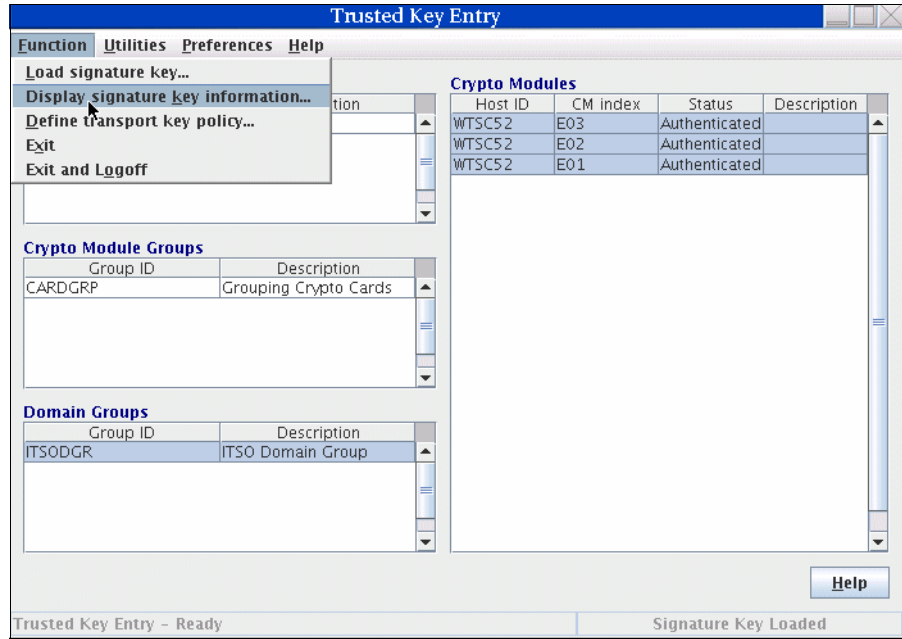 Trusted Key Entry
Function Utilities Preferences Help
Load signature key...
Display signature key information...
Define transport key policy...
Exit
Exit and Logoff
tion
Crypto Modules
Host ID CM index Status Description
WTSC52 E03 Authenticated
WTSC52 E02 Authenticated
WTSC52 E01 Authenticated
Crypto Module Groups
Group ID Description
CARDGRP Grouping Crypto Cards
Domain Groups
Group ID Description
ITSODGR ITSO Domain Group
Help
Trusted Key Entry - Ready
Signature Key Loaded